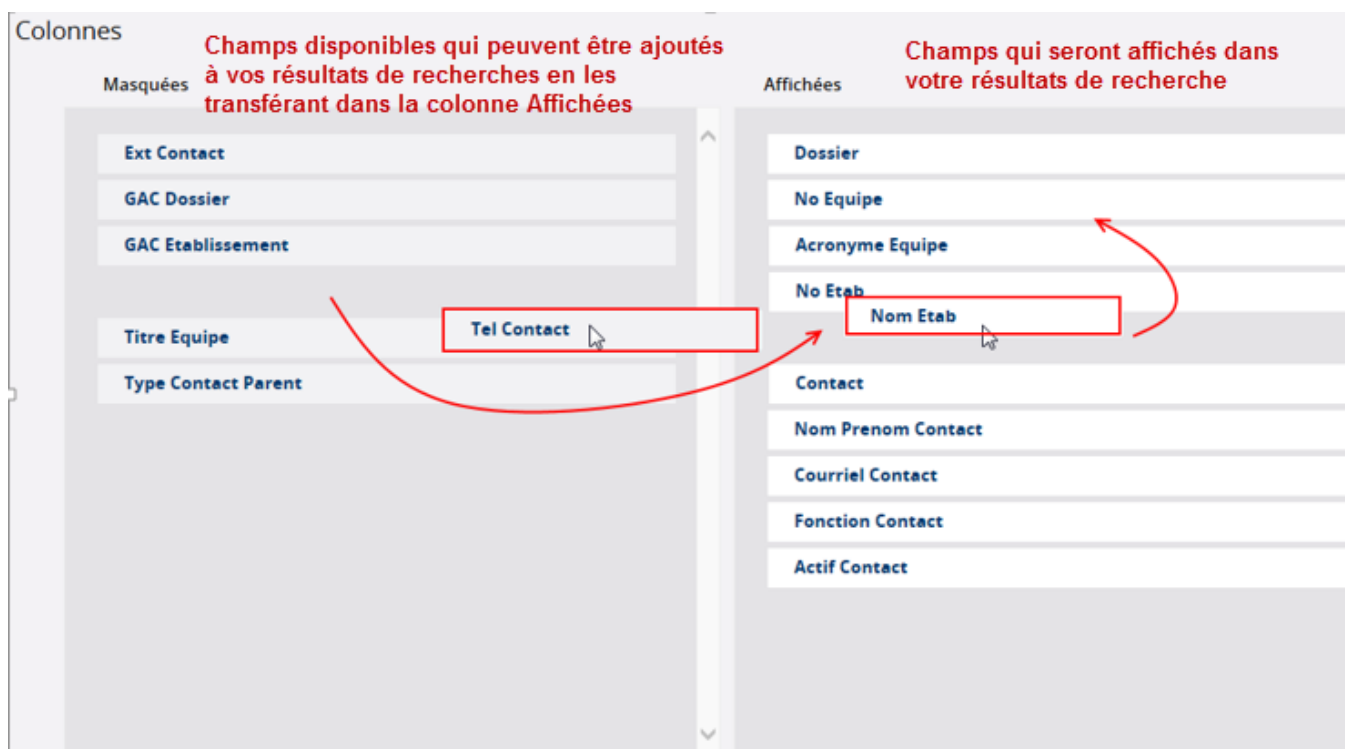 Colonnes
Champs disponibles qui peuvent être ajoutés
à vos résultats de recherches en les
transférant dans la colonne Affichées
Masquées
Champs qui seront affichés dans
votre résultats de recherche
Affichées
Ext Contact
GAC Dossier
GAC Etablissement
Tel Contact
Titre Equipe
Type Contact Parent
Dossier
No Equipe
Acronyme Equipe
No Etab
Nom Etab
Contact
Nom Prenom Contact
Courriel Contact
Fonction Contact
Actif Contact